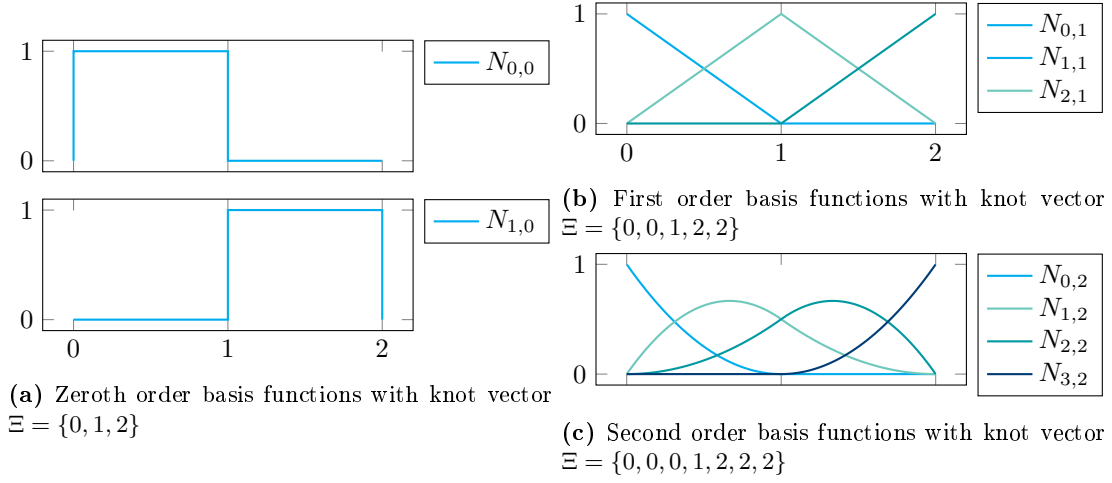 1
0
N_{0,0}
1
0
0 1 2
N_{1,0}
(a) Zeroth order basis functions with knot vector
Ξ = {0, 1, 2}
1
0
0 1 2
N_{0,1}
N_{1,1}
N_{2,1}
(b) First order basis functions with knot vector
Ξ = {0, 0, 1, 2, 2}
1
0
N_{0,2}
N_{1,2}
N_{2,2}
N_{3,2}
(c) Second order basis functions with knot vector
Ξ = {0, 0, 0, 1, 2, 2, 2}